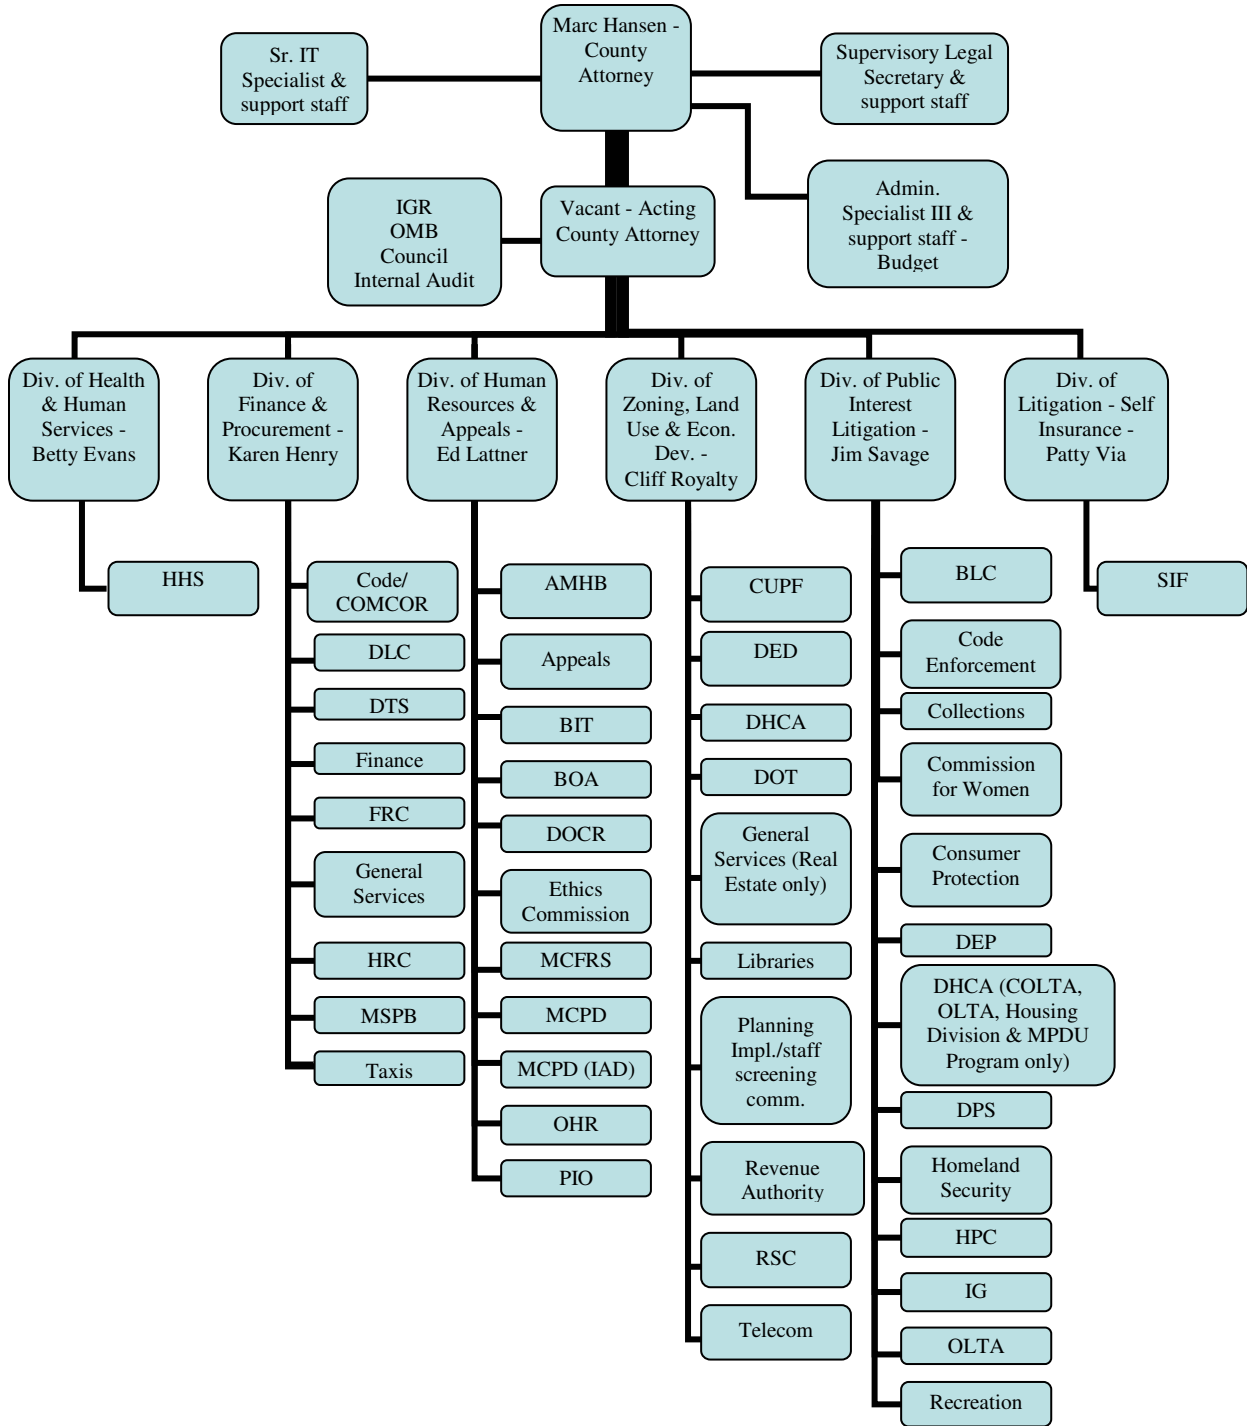 Marc Hansen -
County
Attorney
Sr. IT
Specialist &
support staff
Supervisory Legal
Secretary &
support staff
Admin.
Specialist III &
support staff -
Budget
IGR
OMB
Council
Internal Audit
Vacant - Acting
County Attorney
Div. of Health
& Human
Services -
Betty Evans
Div. of
Finance &
Procurement -
Karen Henry
Div. of Human
Resources &
Appeals -
Ed Lattner
Div. of
Zoning, Land
Use & Econ.
Dev. -
Cliff Royalty
Div. of Public
Interest
Litigation -
Jim Savage
Div. of
Litigation - Self
Insurance -
Patty Via
HHS
Code/
COMCOR
DLC
DTS
Finance
FRC
General
Services
HRC
MSPB
Taxis
AMHB
Appeals
BIT
BOA
DOCR
Ethics
Commission
MCFRS
MCPD
MCPD (IAD)
OHR
PIO
CUPF
DED
DHCA
DOT
General
Services (Real
Estate only)
Libraries
Planning
Impl./staff
screening
comm.
Revenue
Authority
RSC
Telecom
BLC
Code
Enforcement
Collections
Commission
for Women
Consumer
Protection
DEP
DHCA (COLTA,
OLTA, Housing
Division & MPDU
Program only)
DPS
Homeland
Security
HPC
IG
OLTA
Recreation
SIF